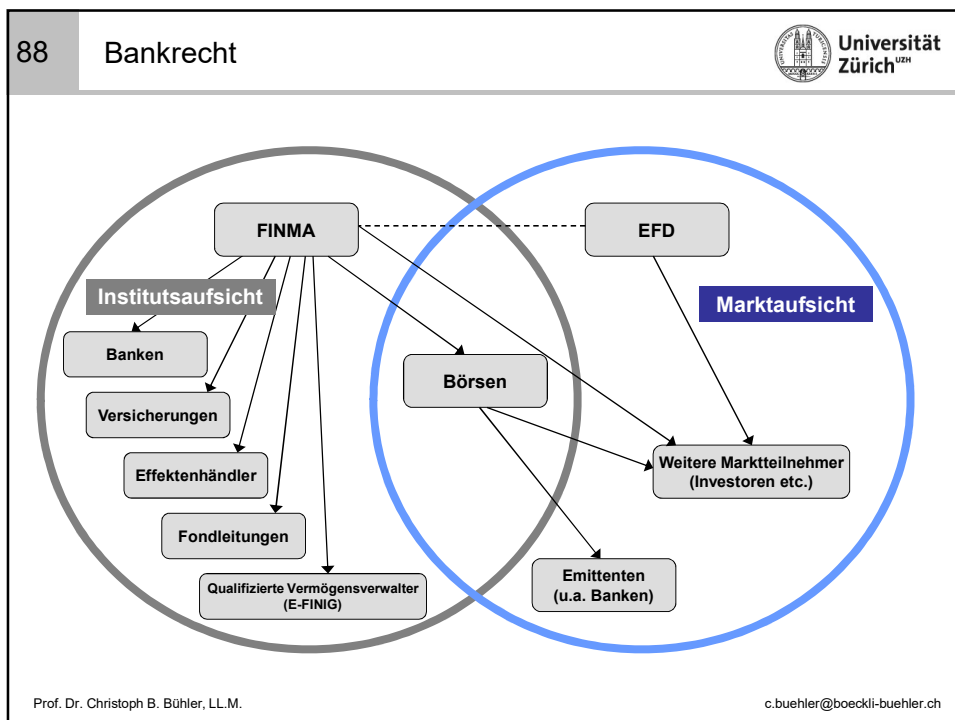 88
Bankrecht
Universität
Zürich UZH
FINMA
EFD
Institutsaufsicht
Marktaufsicht
Banken
Börsen
Versicherungen
Effektenhändler
Weitere Marktteilnehmer
(Investoren etc.)
Fondleitungen
Qualifizierte Vermögensverwalter
(E-FINIG)
Emittenten
(u.a. Banken)
Prof. Dr. Christoph B. Bühler, LL.M.
c.buehler@boeckli-buehler.ch